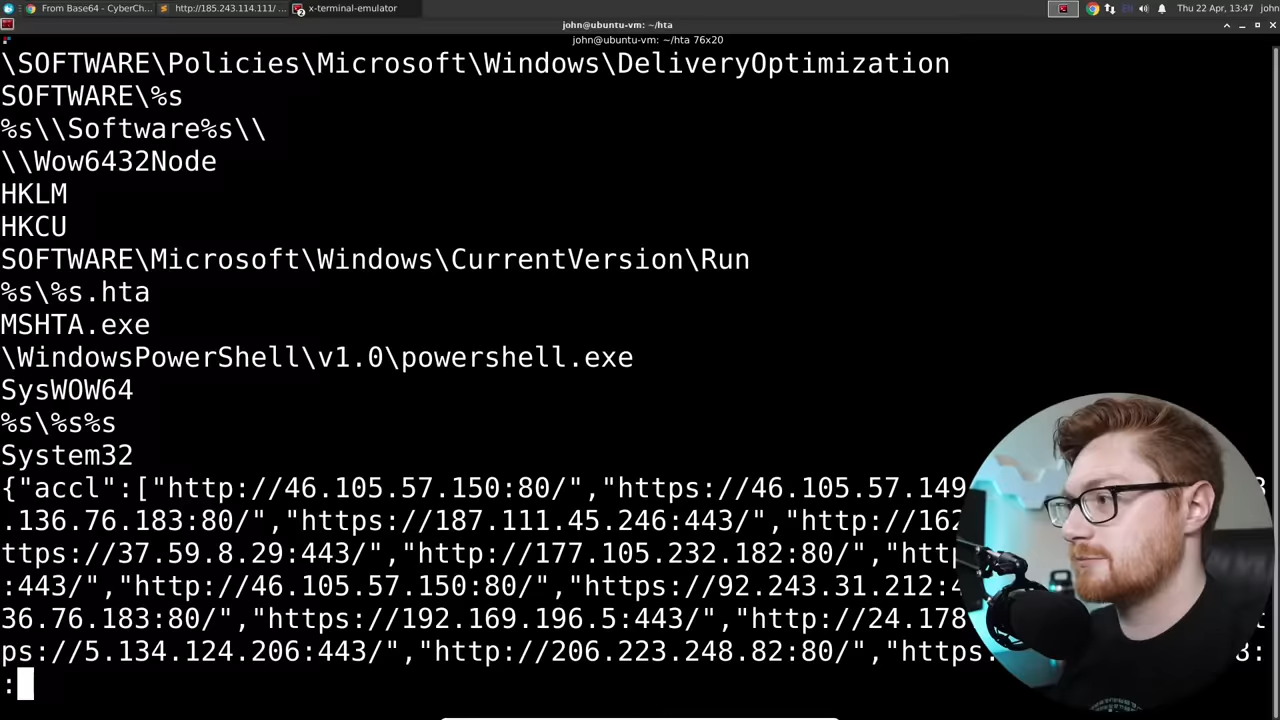 From Base64 - CyberCh...
http://185.243.114.111/ ...
x-terminal-emulator
Thu 22 Apr, 13:47
john
john@ubuntu-vm: ~/hta
john@ubuntu-vm: ~/hta 76x20
\SOFTWARE\Policies\Microsoft\Windows\DeliveryOptimization
SOFTWARE\%s
%s\\Software%s\\
\\Wow6432Node
HKLM
HKCU
SOFTWARE\Microsoft\Windows\CurrentVersion\Run
%s\%s.hta
MSHTA.exe
\WindowsPowerShell\v1.0\powershell.exe
SysWOW64
%s\%s%s
System32
{"accl":["http://46.105.57.150:80/","https://46.105.57.149
.136.76.183:80/","https://187.111.45.246:443/","http://162
ttps://37.59.8.29:443/","http://177.105.232.182:80/","http
:443/","http://46.105.57.150:80/","https://92.243.31.212:4
36.76.183:80/","https://192.169.196.5:443/","http://24.178
ps://5.134.124.206:443/","http://206.223.248.82:80/","https:
: